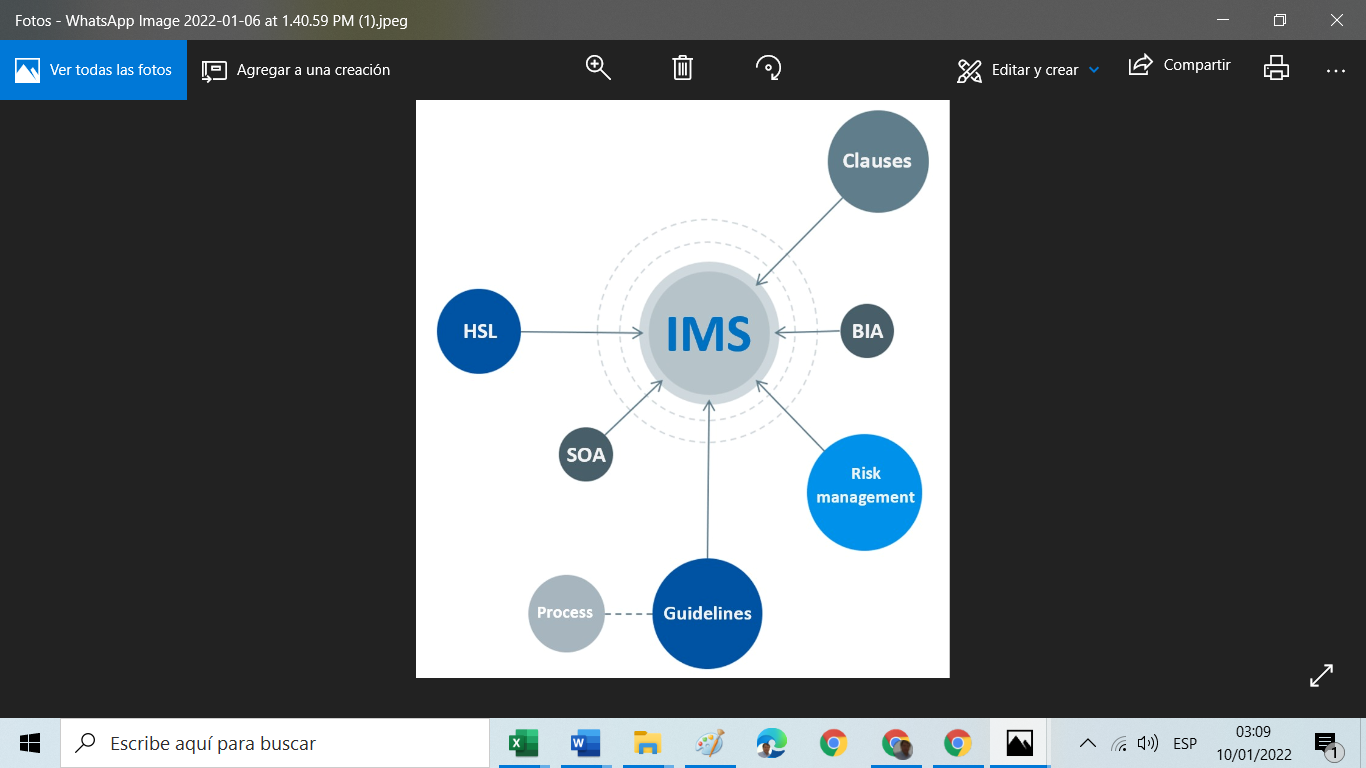 Fotos - WhatsApp Image 2022-01-06 at 1.40.59 PM (1).jpeg
Ver todas las fotos
Agregar a una creación
Editar y crear
Compartir
Clauses
HSL
IMS
BIA
SOA
Risk
management
Process
Guidelines
Escribe aquí para buscar
ESP
03:09
10/01/2022
1